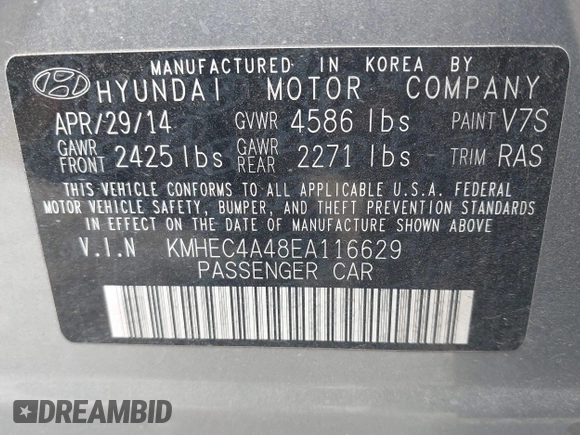 MANUFACTURED IN KOREA BY
HYUNDAI MOTOR COMPANY
APR/29/14 GVWR 4586 lbs PAINT V7S
GAWR FRONT 2425 lbs GAWR REAR 2271 lbs TRIM RAS
THIS VEHICLE CONFORMS TO ALL APPLICABLE U.S.A. FEDERAL
MOTOR VEHICLE SAFETY, BUMPER, AND THEFT PREVENTION STANDARDS
IN EFFECT ON THE DATE OF MANUFACTURE SHOWN ABOVE
V.I.N KMHEC4A48EA116629
PASSENGER CAR
DREAMBID